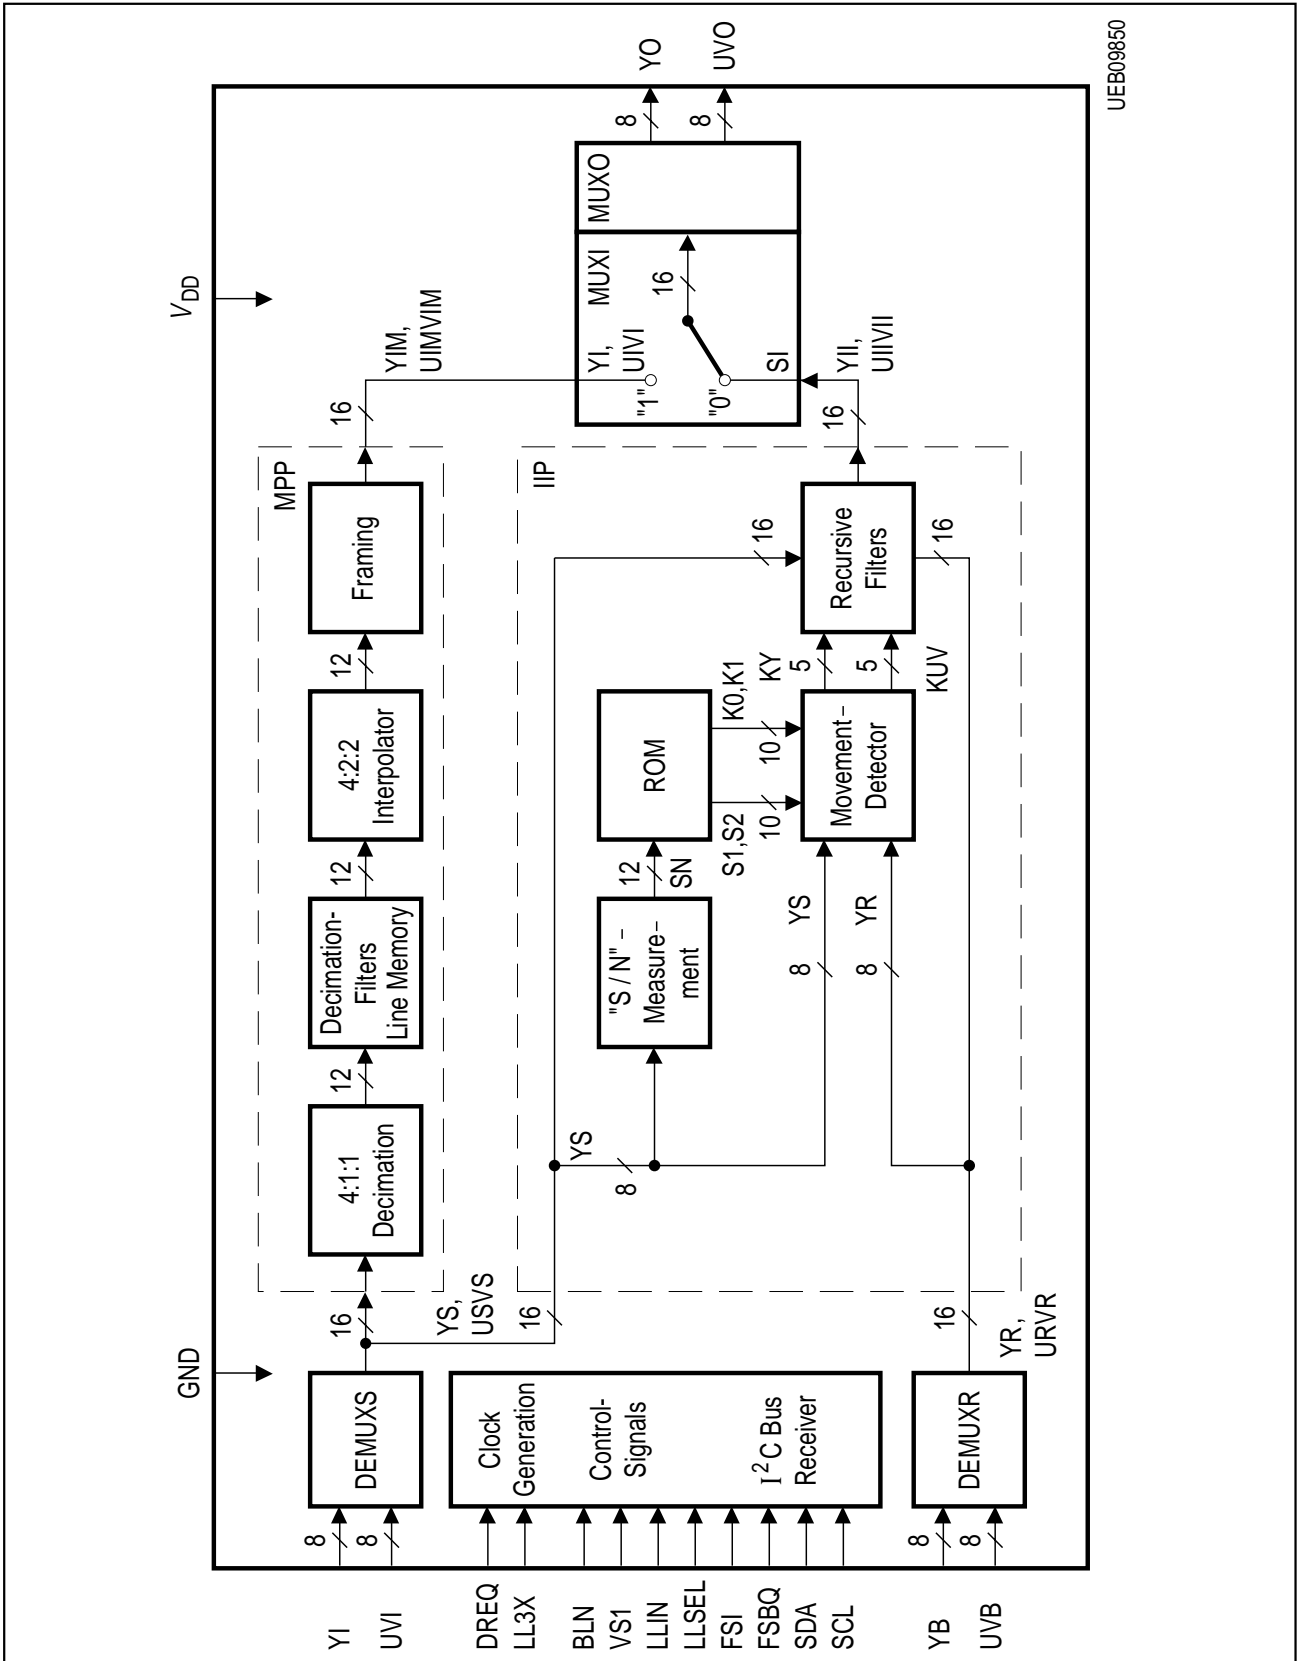 UEB09850
GND
V DD
YI
UVI
8
8
DEMUXS
16
YS,
USVS
16
MPP
4:1:1
Decimation
12
Decimation-
Filters
Line Memory
12
4:2:2
Interpolator
12
Framing
16
YIM,
UIMVIM
DREQ
LL3X
BLN
VS1
LLIN
LLSEL
FSI
FSBQ
SDA
SCL
Clock
Generation
Control-
Signals
I 2 C Bus
Receiver
IIP
YS
8
"S / N" –
Measure–
ment
12
SN
ROM
S1,S2
10
K0,K1
10
YS
8
YR
8
Movement–
Detector
KY
5
5
KUV
16
Recursive
Filters
16
16
YII,
UIIVII
YB
UVB
8
8
DEMUXR
16
YR,
URVR
YI,
UIVI
"1"
"0"
SI
MUXI
16
MUXO
8
8
YO
UVO